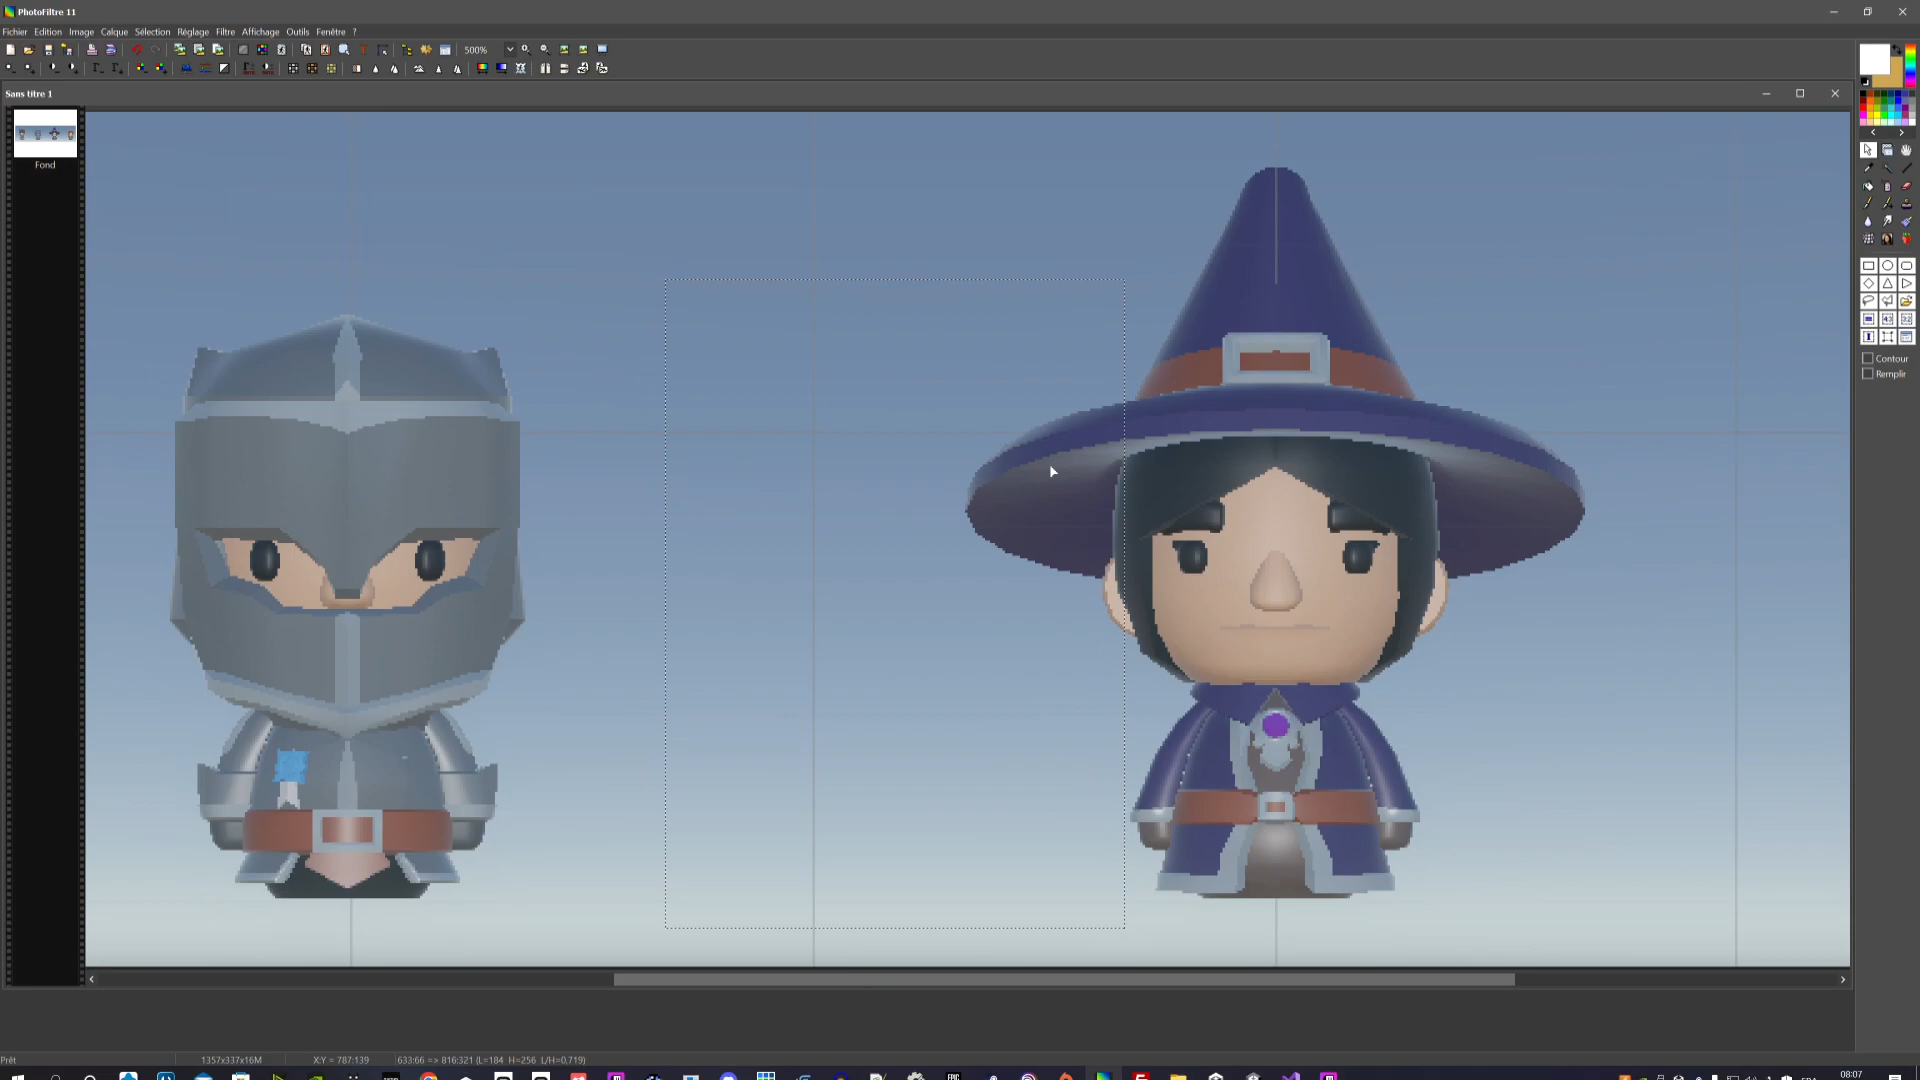 PhotoFiltre 11
Fichier Edition Image Calque Sélection Réglage Filtre Affichage Outils Fenêtre ?
500%
Sans titre 1
Fond
Contour
Remplir
Prêt 1357x337x16M X:Y = 787:139 633:66 => 816:321 (L=184 H=256 L/H=0.719)
08:07